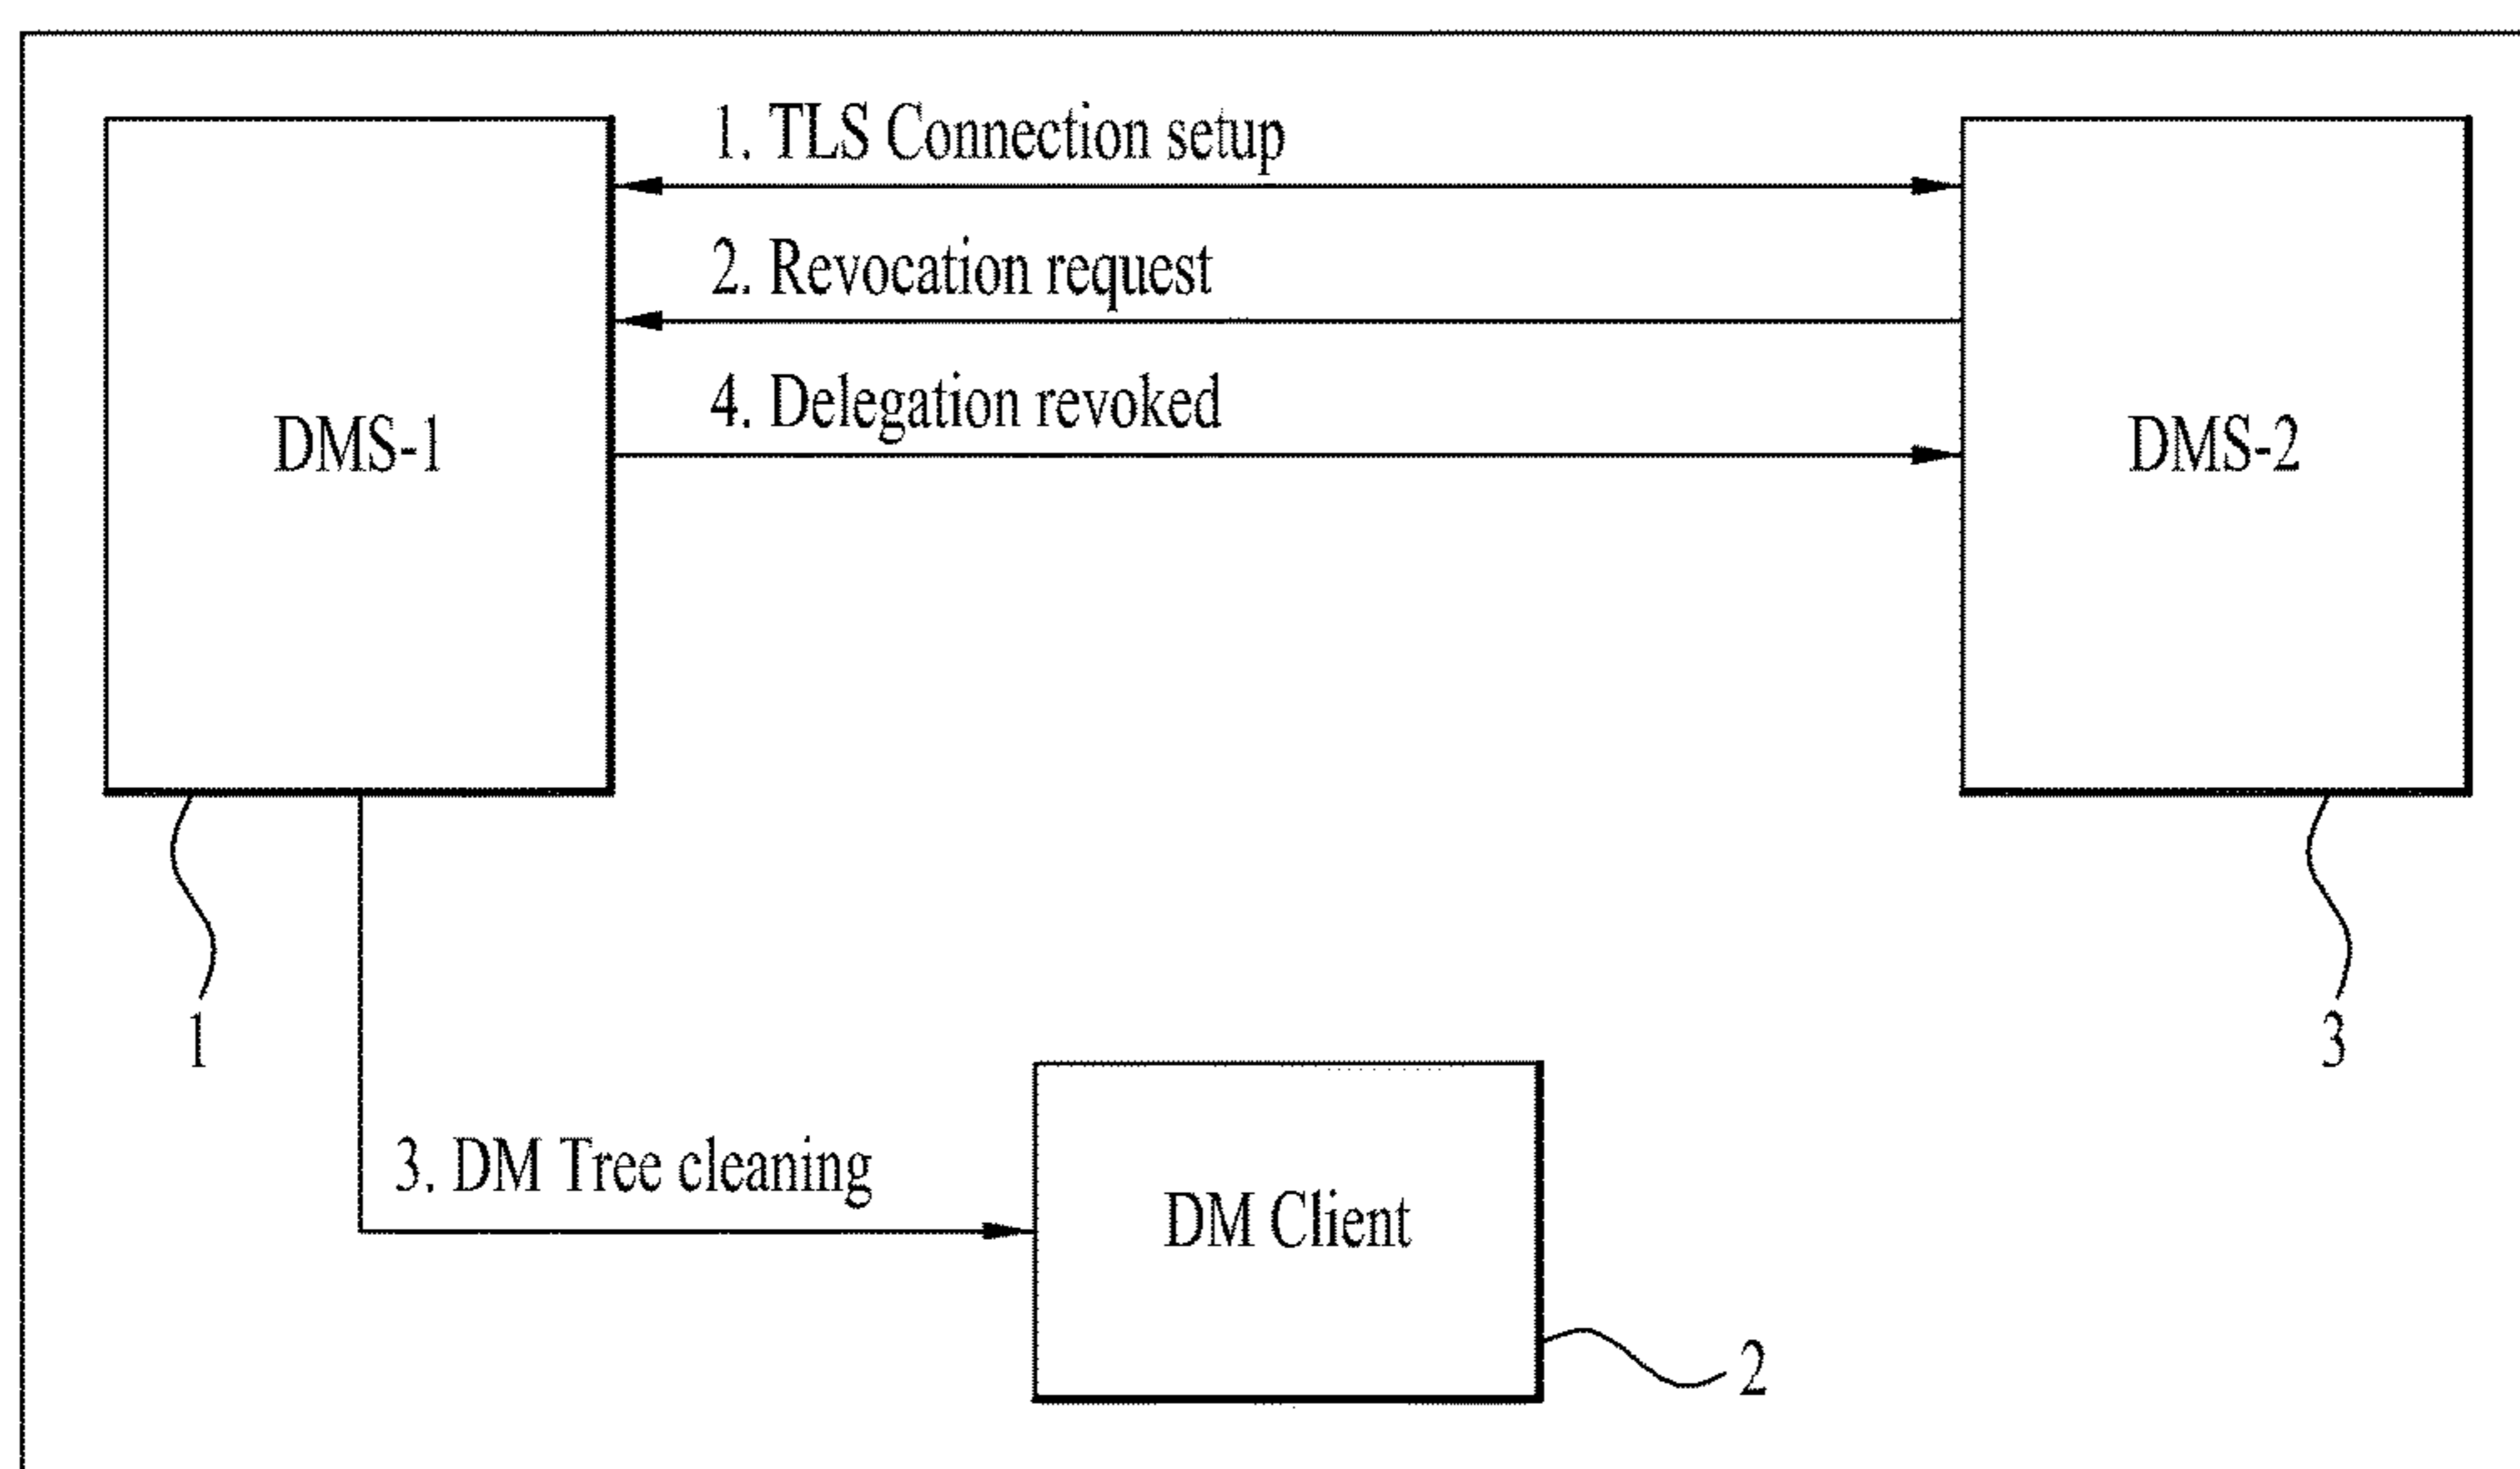 1. TLS Connection setup
2. Revocation request
4. Delegation revoked
DMS-1
DMS-2
1
3
3. DM Tree cleaning
DM Client
2